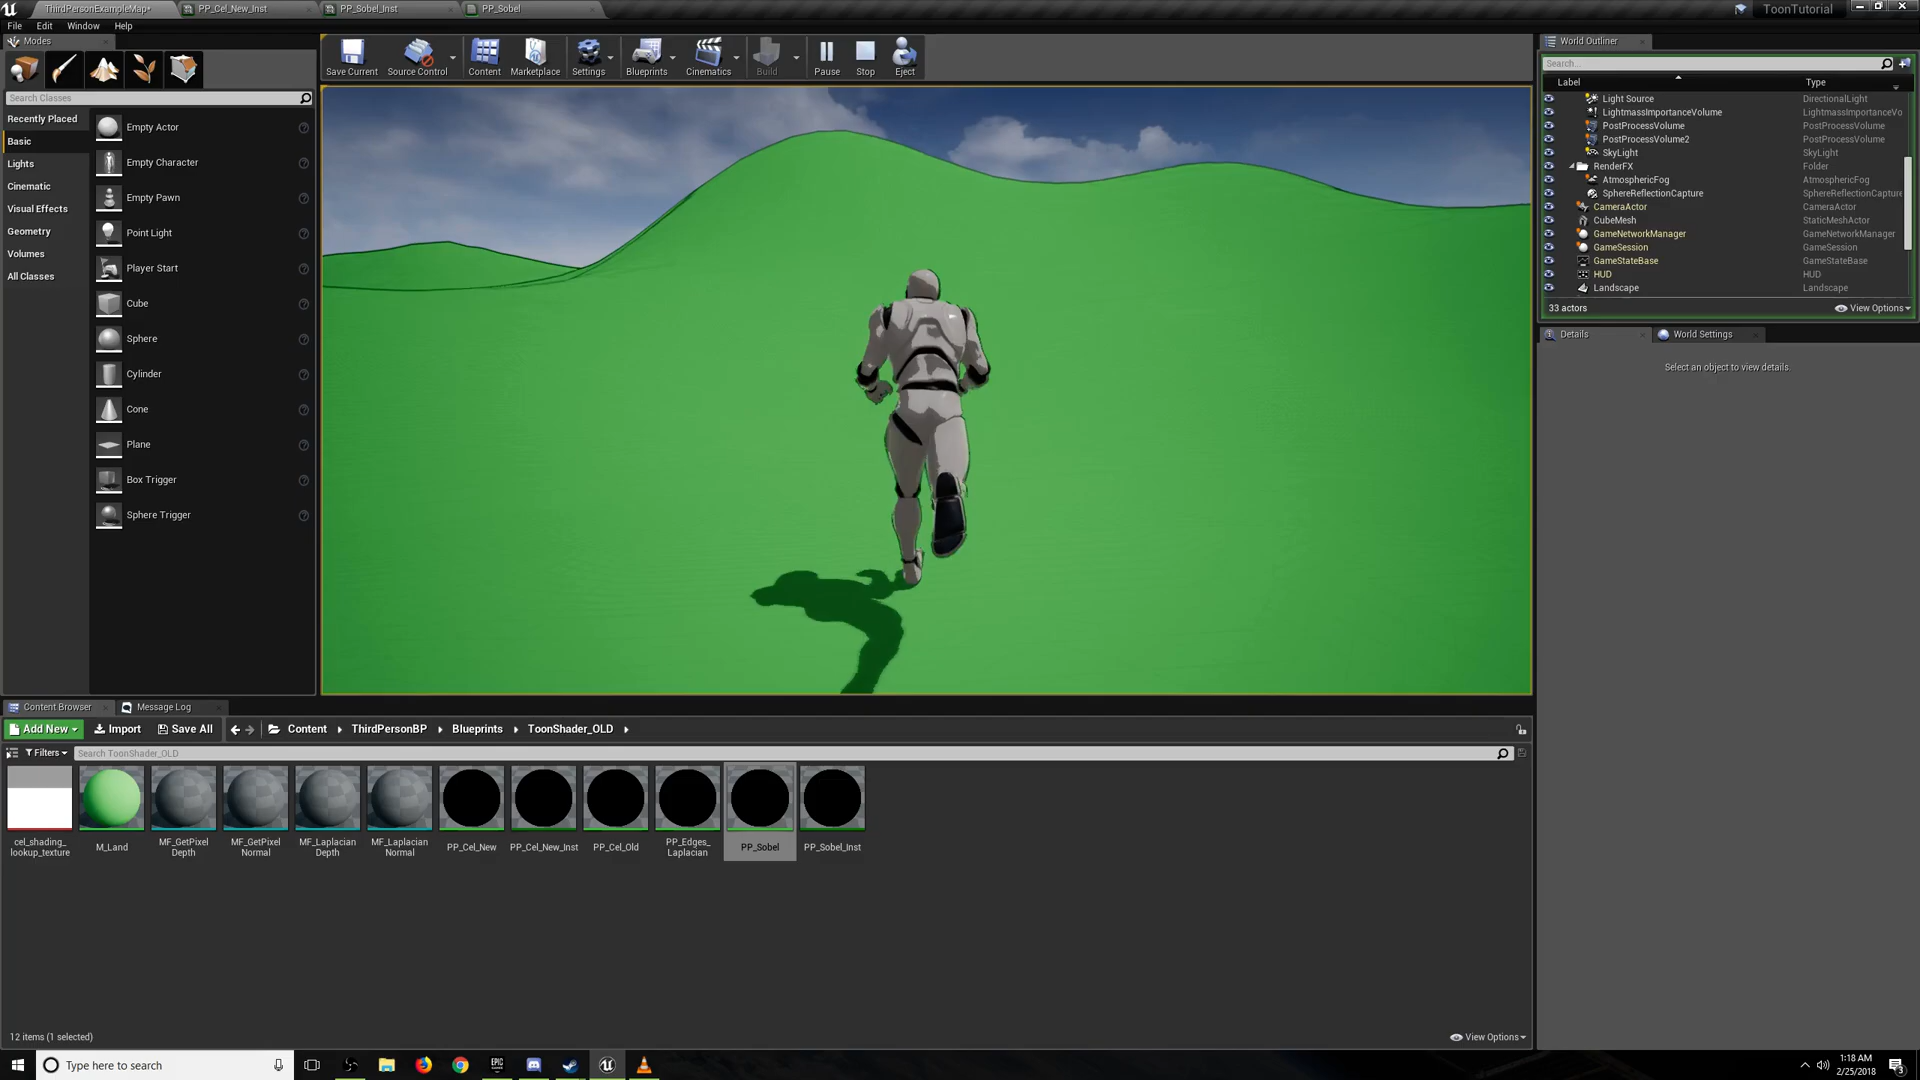 ThirdPersonExampleMap*
PP_Cel_New_Inst
PP_Sobel_Inst
PP_Sobel
ToonTutorial
File Edit Window Help
Modes
Search Classes
Recently Placed
Basic
Lights
Cinematic
Visual Effects
Geometry
Volumes
All Classes
Empty Actor
Empty Character
Empty Pawn
Point Light
Player Start
Cube
Sphere
Cylinder
Cone
Plane
Box Trigger
Sphere Trigger
Save Current
Source Control
Content
Marketplace
Settings
Blueprints
Cinematics
Build
Pause
Stop
Eject
World Outliner
Search...
Label Type
Light Source DirectionalLight
LightmassImportanceVolume LightmassImportanceVo
PostProcessVolume PostProcessVolume
PostProcessVolume2 PostProcessVolume
SkyLight SkyLight
RenderFX Folder
AtmosphericFog AtmosphericFog
SphereReflectionCapture SphereReflectionCapture
CameraActor CameraActor
CubeMesh StaticMeshActor
GameNetworkManager GameNetworkManager
GameSession GameSession
GameStateBase GameStateBase
HUD HUD
Landscape Landscape
33 actors View Options
Details
World Settings
Select an object to view details.
Content Browser
Message Log
Add New
Import
Save All
Content ThirdPersonBP Blueprints ToonShader_OLD
Filters
Search ToonShader_OLD
cel_shading_
lookup_texture
M_Land
MF_GetPixel
Depth
MF_GetPixel
Normal
MF_Laplacian
Depth
MF_Laplacian
Normal
PP_Cel_New
PP_Cel_New_Inst
PP_Cel_Old
PP_Edges_
Laplacian
PP_Sobel
PP_Sobel_Inst
12 items (1 selected)
View Options
Type here to search
EPIC
1:18 AM
2/25/2018
3